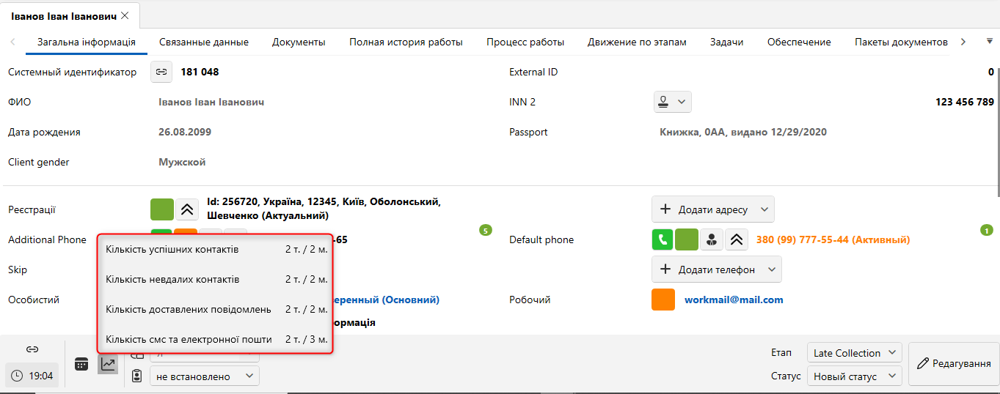 Іванов Іван Іванович
Загальна інформація Связанные данные Документы Полная история работы Процесс работы Движение по этапам Задачи Обеспечение Пакеты документов
Системный идентификатор 181 048 External ID 0
ФИО Іванов Іван Іванович INN 2 123 456 789
Дата рождения 26.08.2099 Passport Книжка, 0AA, видано 12/29/2020
Client gender Мужской
Реєстрації Id: 256720, Україна, 12345, Київ, Оболонський,
Шевченко (Актуальний) Додати адресу
Additional Phone -65 5 Default phone 380 (99) 777-55-44 (Активный) 1
Кількість успішних контактів 2 т. / 2 м.
Skip Додати телефон
Кількість невдалих контактів 2 т. / 2 м.
Особистий еренный (Основний) Робочий workmail@mail.com
Кількість доставлених повідомлень 2 т. / 2 м.
ормація
Кількість смс та електронної пошти 2 т. / 3 м.
Етап Late Collection
19:04 не встановлено Статус Новый статус Редагування